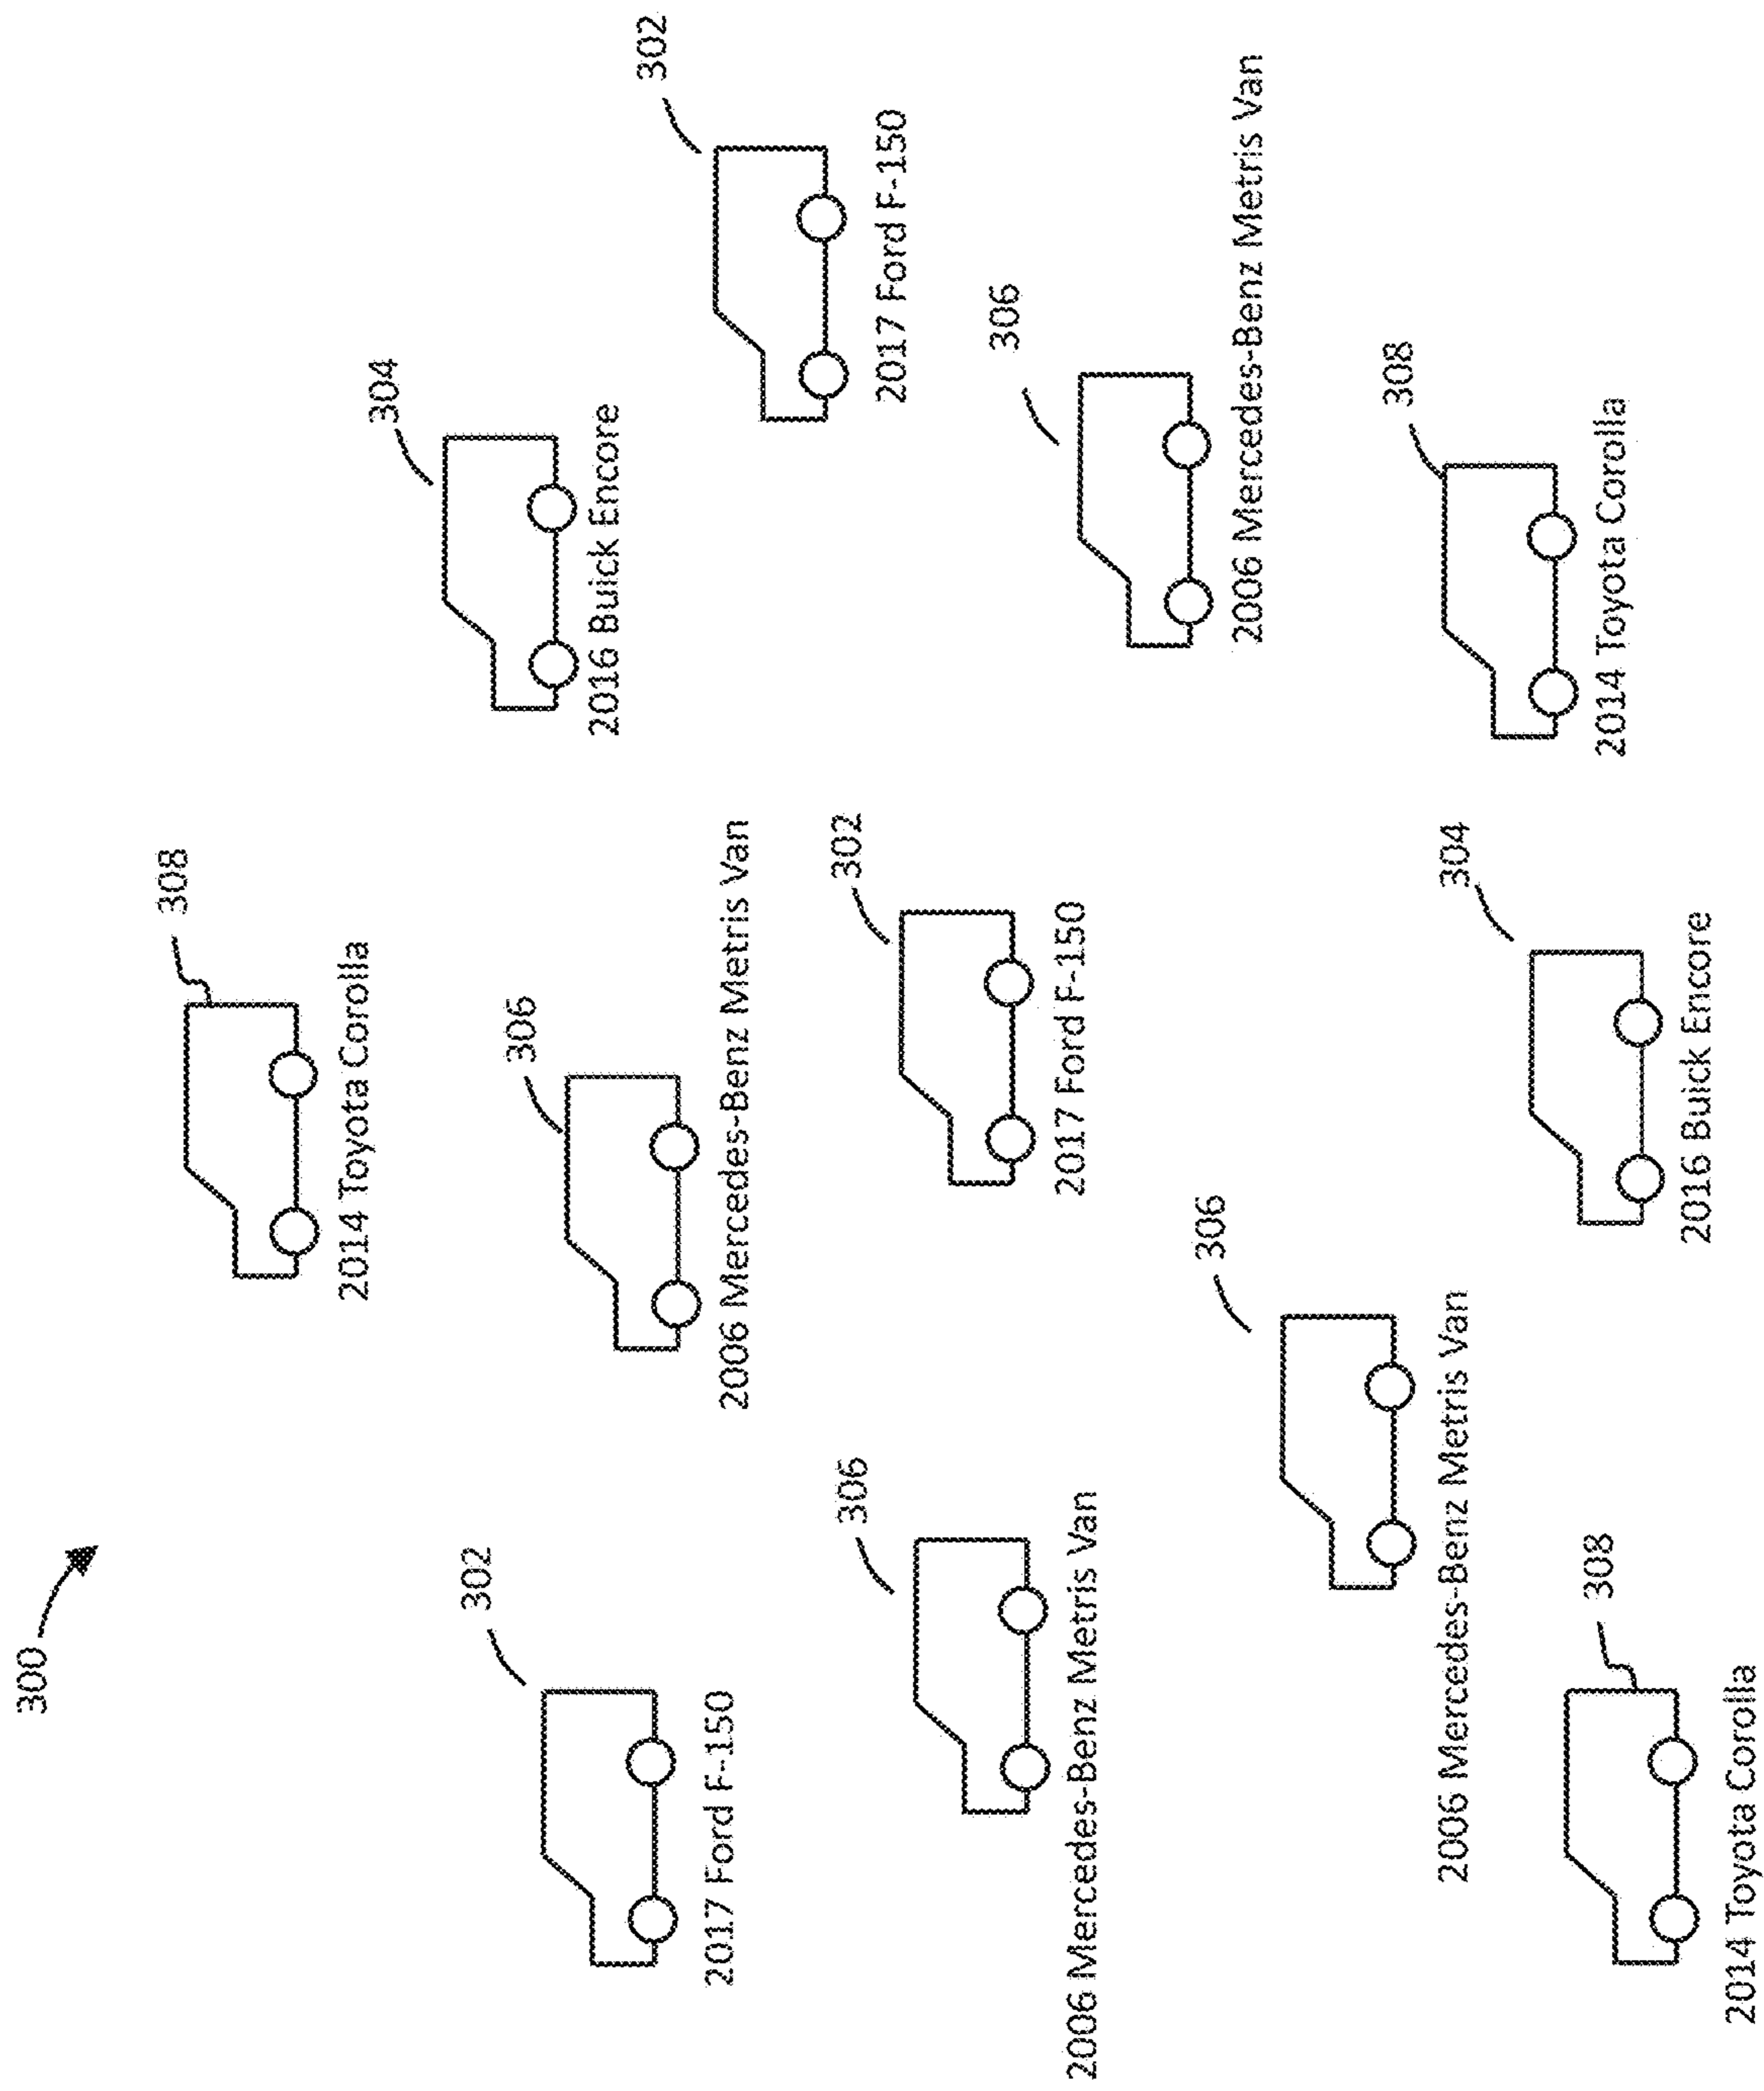 300
308
2014 Toyota Corolla
304
302
306
2016 Buick Encore
302
2017 Ford F-150
2006 Mercedes-Benz Metris Van
306
302
2017 Ford F-150
306
2006 Mercedes-Benz Metris Van
2017 Ford F-150
306
2006 Mercedes-Benz Metris Van
308
2006 Mercedes-Benz Metris Van
304
308
2014 Toyota Corolla
2016 Buick Encore
2014 Toyota Corolla